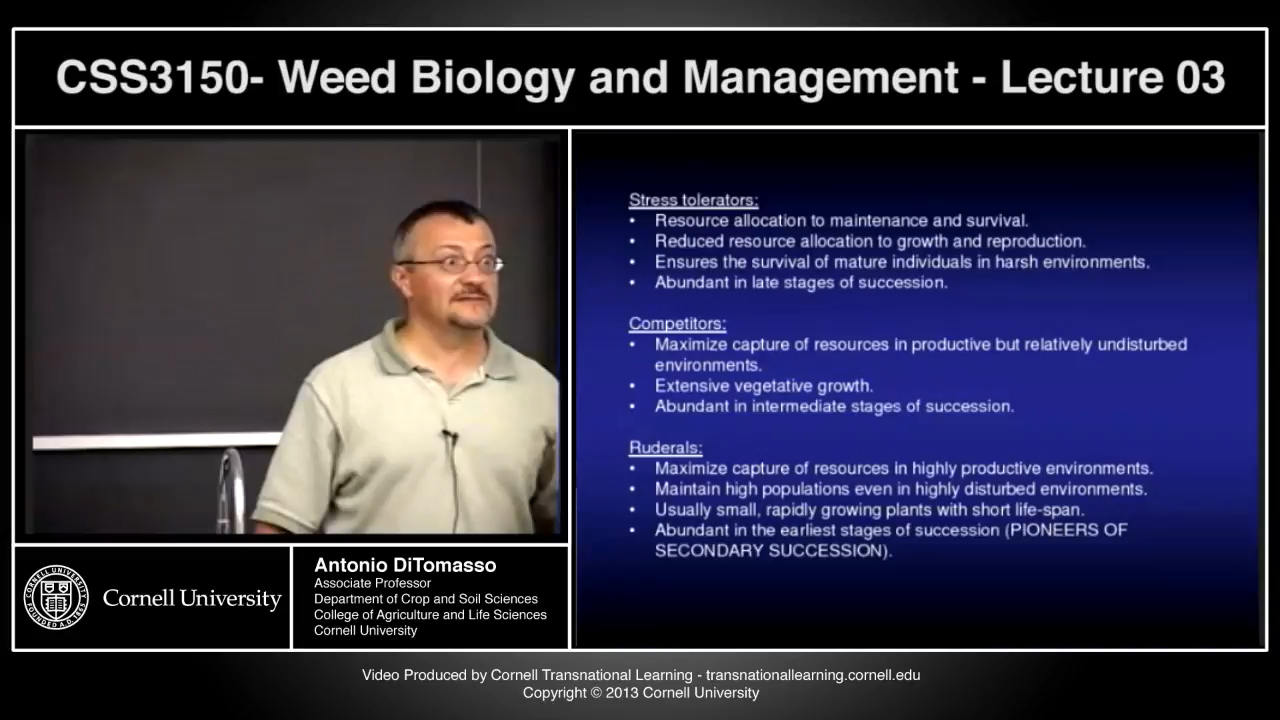 CSS3150- Weed Biology and Management - Lecture 03
Stress tolerators:
• Resource allocation to maintenance and survival.
• Reduced resource allocation to growth and reproduction.
• Ensures the survival of mature individuals in harsh environments.
• Abundant in late stages of succession.
Competitors:
• Maximize capture of resources in productive but relatively undisturbed
environments.
• Extensive vegetative growth.
• Abundant in intermediate stages of succession.
Ruderals:
• Maximize capture of resources in highly productive environments.
• Maintain high populations even in highly disturbed environments.
• Usually small, rapidly growing plants with short life-span.
• Abundant in the earliest stages of succession (PIONEERS OF
SECONDARY SUCCESSION).
Cornell University
Antonio DiTomasso
Associate Professor
Department of Crop and Soil Sciences
College of Agriculture and Life Sciences
Cornell University
Video Produced by Cornell Transnational Learning - transnationallearning.cornell.edu
Copyright © 2013 Cornell University